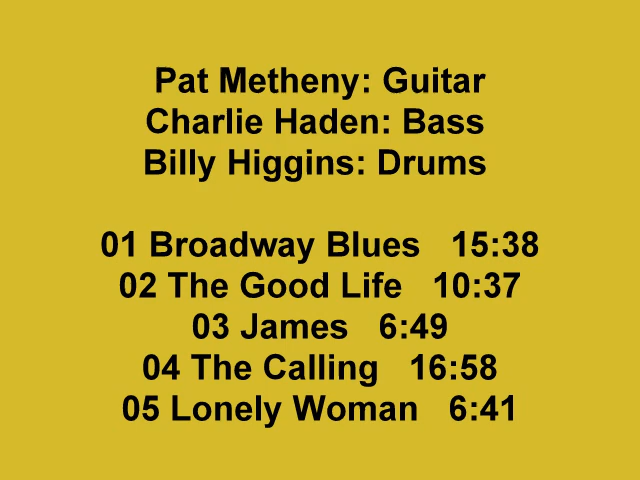 Pat Metheny: Guitar
Charlie Haden: Bass
Billy Higgins: Drums
01 Broadway Blues 15:38
02 The Good Life 10:37
03 James 6:49
04 The Calling 16:58
05 Lonely Woman 6:41